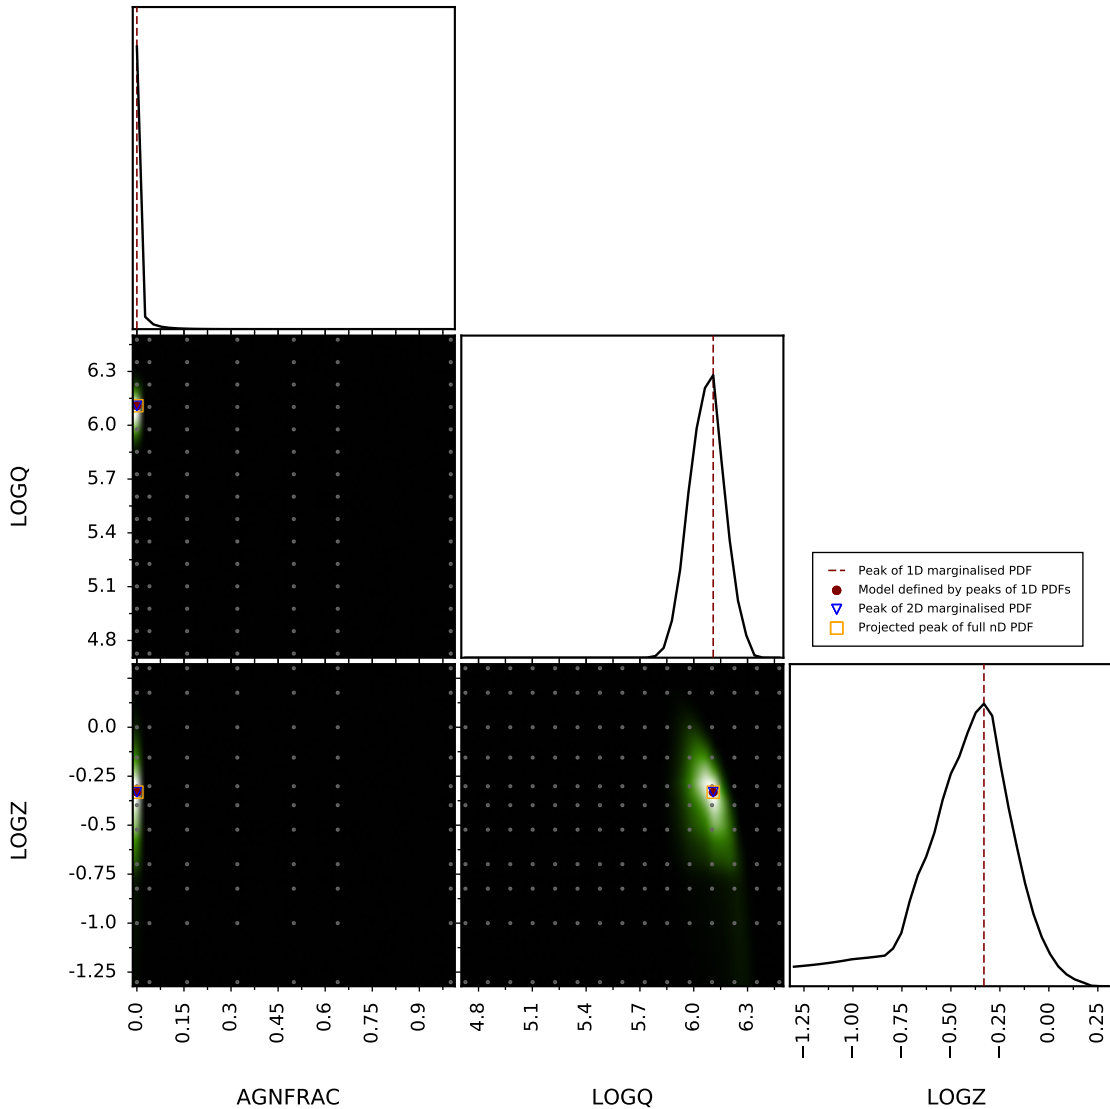 6.3
6.0
5.7
5.4
5.1
4.8
LOGQ
Peak of 1D marginalised PDF
Model defined by peaks of 1D PDFs
Peak of 2D marginalised PDF
Projected peak of full nD PDF
0.0
-0.25
-0.5
-0.75
-1.0
-1.25
LOGZ
0.0 0.15 0.3 0.45 0.6 0.75 0.9
4.8 5.1 5.4 5.7 6.0 6.3
−1.25 −1.00 −0.75 −0.50 −0.25 0.00 0.25
AGNFRAC LOGQ LOGZ